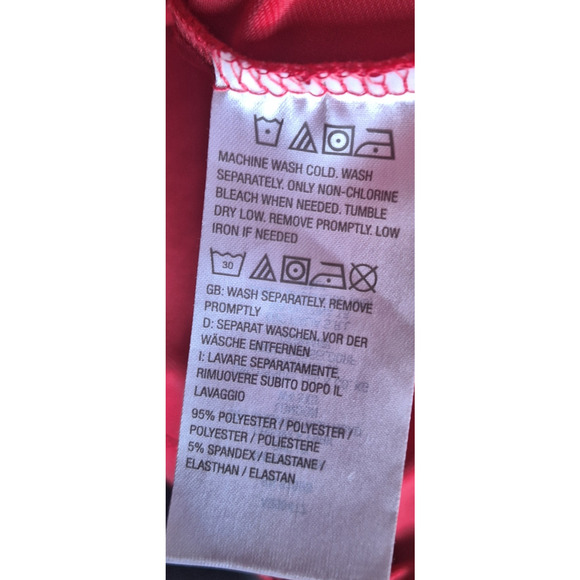 MACHINE WASH COLD. WASH
SEPARATELY. ONLY NON-CHLORINE
BLEACH WHEN NEEDED. TUMBLE
DRY LOW. REMOVE PROMPTLY. LOW
IRON IF NEEDED
30
GB: WASH SEPARATELY. REMOVE
PROMPTLY
D: SEPARAT WASCHEN. VOR DER
WÄSCHE ENTFERNEN
I: LAVARE SEPARATAMENTE
RIMUOVERE SUBITO DOPO IL
LAVAGGIO
95% POLYESTER / POLYESTER /
POLYESTER / POLIESTERE
5% SPANDEX / ELASTANE /
ELASTHAN / ELASTAN